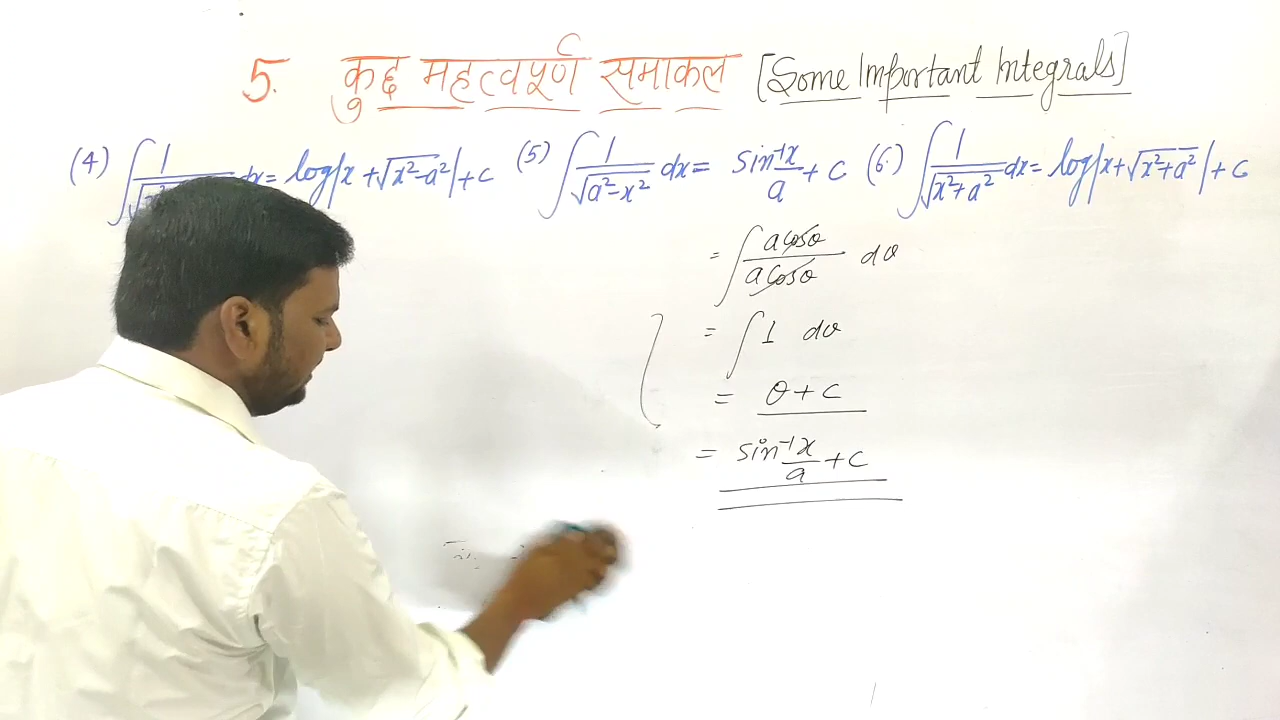 5. कुछ महत्वपूर्ण समाकल [Some Important Integrals]
(4) ∫ 1/√x² dx = log|x + √x²-a²| + c (5) ∫ 1/√a²-x² dx = sin⁻¹ x/a + c (6) ∫ 1/√x²+a² dx = log|x + √x²+a²| + c
= ∫ a cosθ / a cosθ dθ
= ∫ 1 dθ
= θ + c
= sin⁻¹ x/a + c